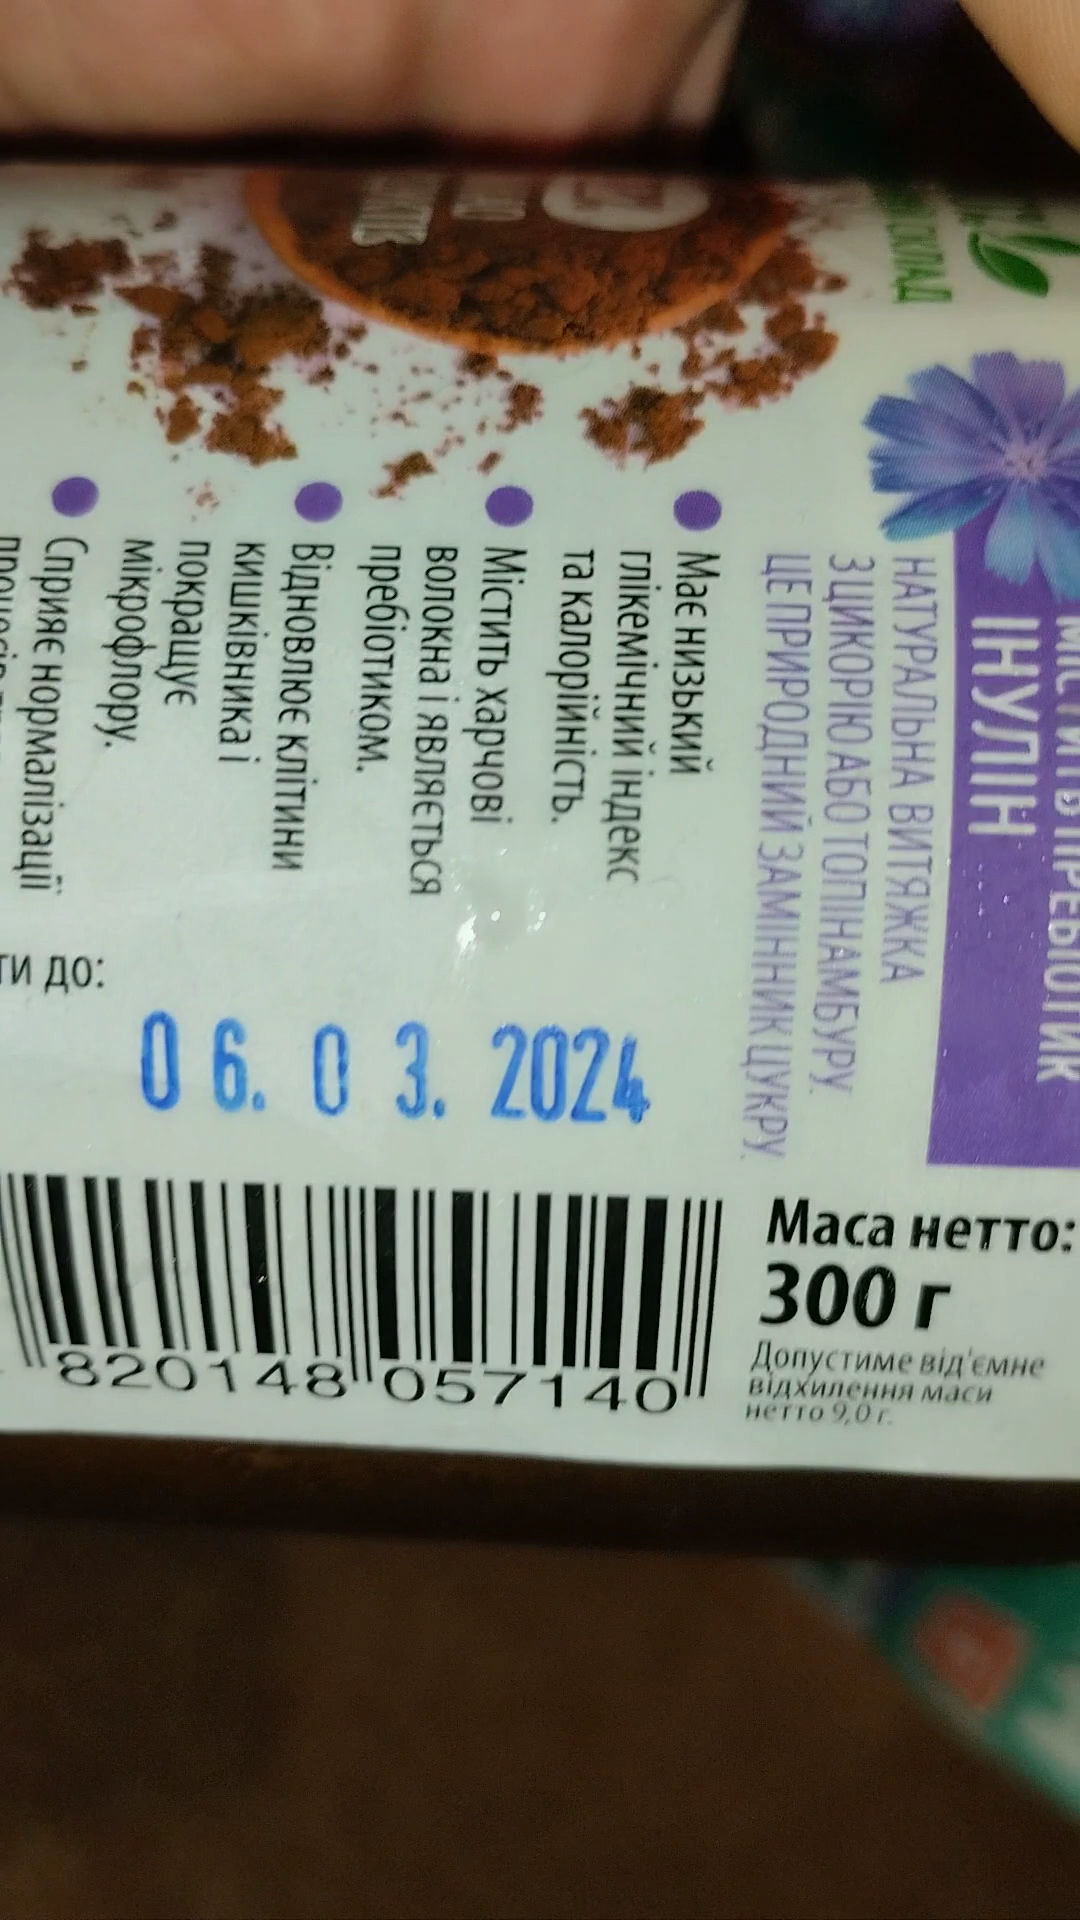 СКЛАД
МІСТИТЬ ПРЕБІОТИК
ІНУЛІН
НАТУРАЛЬНА ВИТЯЖКА
З ЦИКОРІЮ АБО ТОПІНАМБУРУ.
ЦЕ ПРИРОДНИЙ ЗАМІННИК ЦУКРУ.
Має низький
глікемічний індекс
та калорійність.
Містить харчові
волокна і являється
пребіотиком.
Відновлює клітини
кишківника і
покращує
мікрофлору.
Сприяє нормалізації
до:
06.03.2024
820148 057140
Маса нетто:
300 г
Допустиме від'ємне
відхилення маси
нетто 9,0 г.